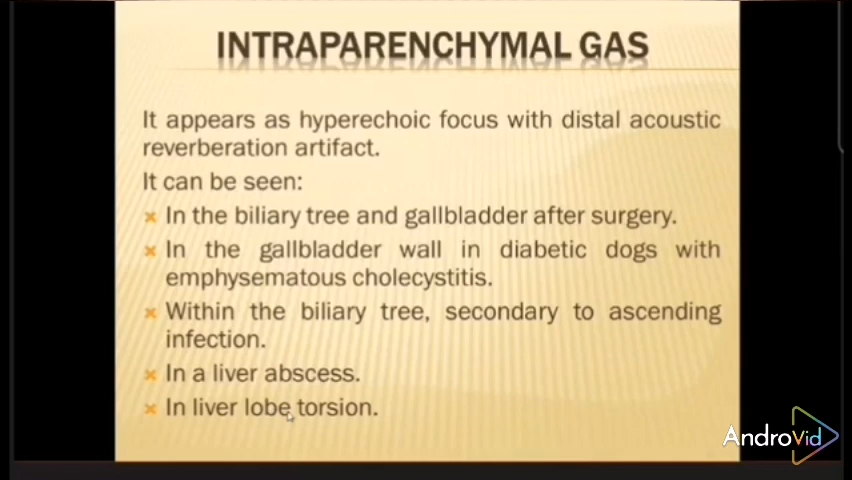 INTRAPARENCHYMAL GAS
It appears as hyperechoic focus with distal acoustic
reverberation artifact.
It can be seen:
In the biliary tree and gallbladder after surgery.
In the gallbladder wall in diabetic dogs with
emphysematous cholecystitis.
Within the biliary tree, secondary to ascending
infection.
In a liver abscess.
In liver lobe torsion.
AndroVid